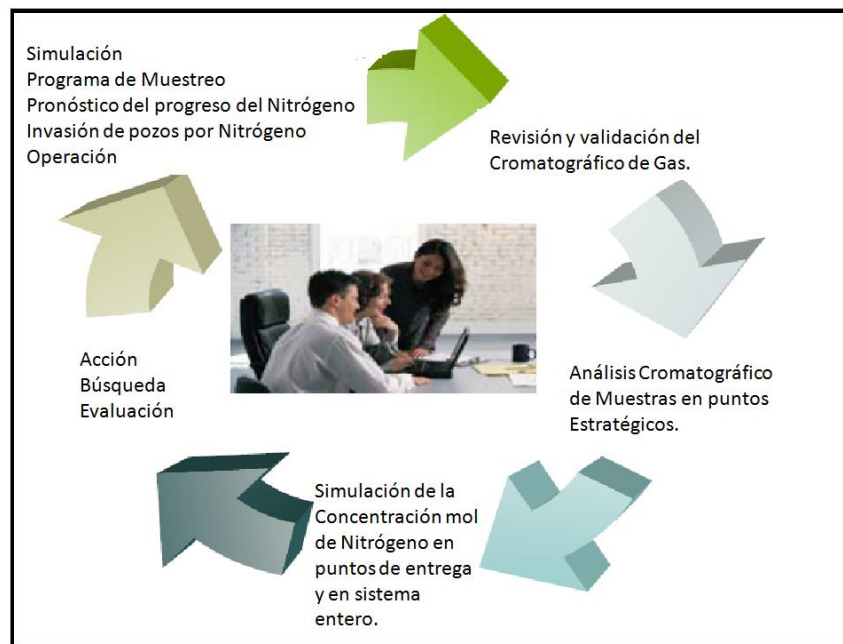 Simulación
Programa de Muestreo
Pronóstico del progreso del Nitrógeno
Invasión de pozos por Nitrógeno
Operación
Revisión y validación del
Cromatográfico de Gas.
Análisis Cromatográfico
de Muestras en puntos
Estratégicos.
Simulación de la
Concentración mol
de Nitrógeno en
puntos de entrega
y en sistema
entero.
Acción
Búsqueda
Evaluación